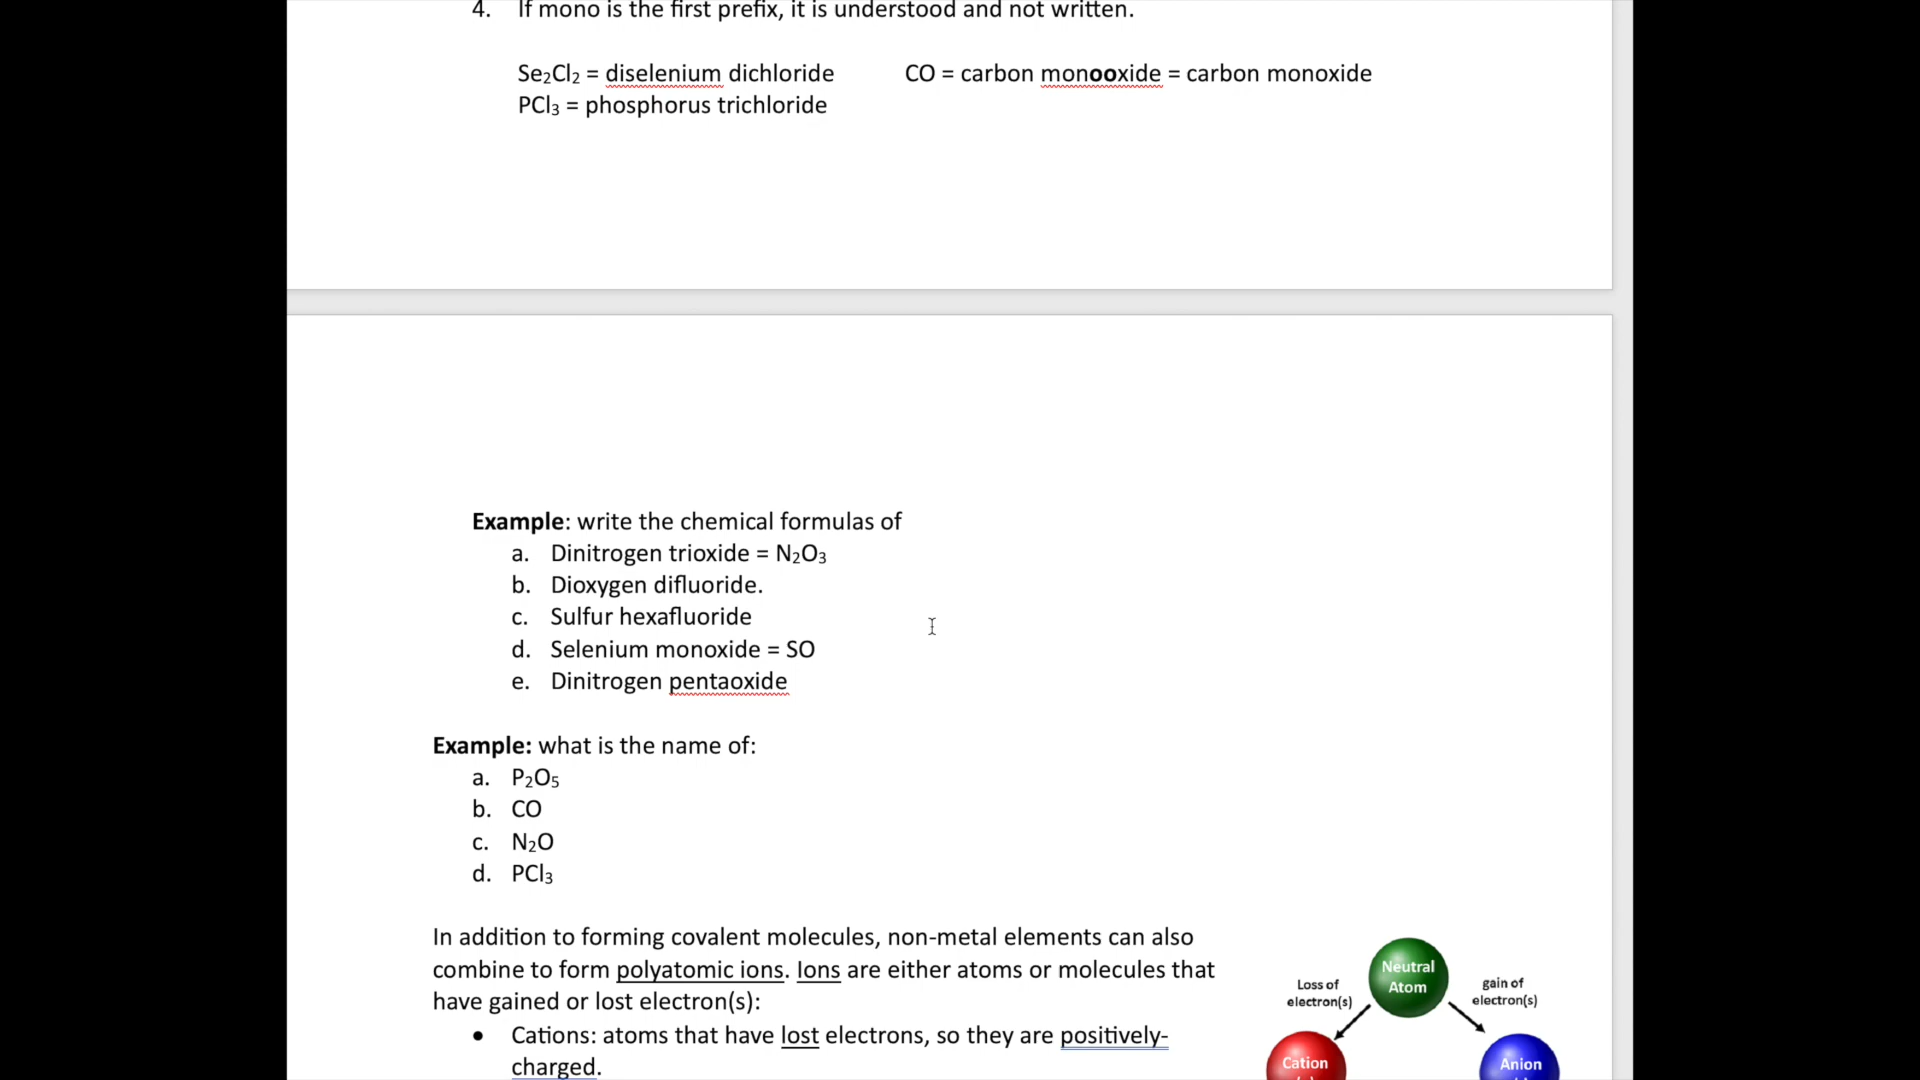 4. If mono is the first prefix, it is understood and not written.
Se₂Cl₂ = diselenium dichloride CO = carbon monooxide = carbon monoxide
PCl₃ = phosphorus trichloride
Example: write the chemical formulas of
a. Dinitrogen trioxide = N₂O₃
b. Dioxygen difluoride.
c. Sulfur hexafluoride
d. Selenium monoxide = SO
e. Dinitrogen pentaoxide
Example: what is the name of:
a. P₂O₅
b. CO
c. N₂O
d. PCl₃
In addition to forming covalent molecules, non-metal elements can also
combine to form polyatomic ions. Ions are either atoms or molecules that
have gained or lost electron(s):
• Cations: atoms that have lost electrons, so they are positively-
charged.
Neutral
Atom
Loss of
electron(s)
gain of
electron(s)
Cation
Anion